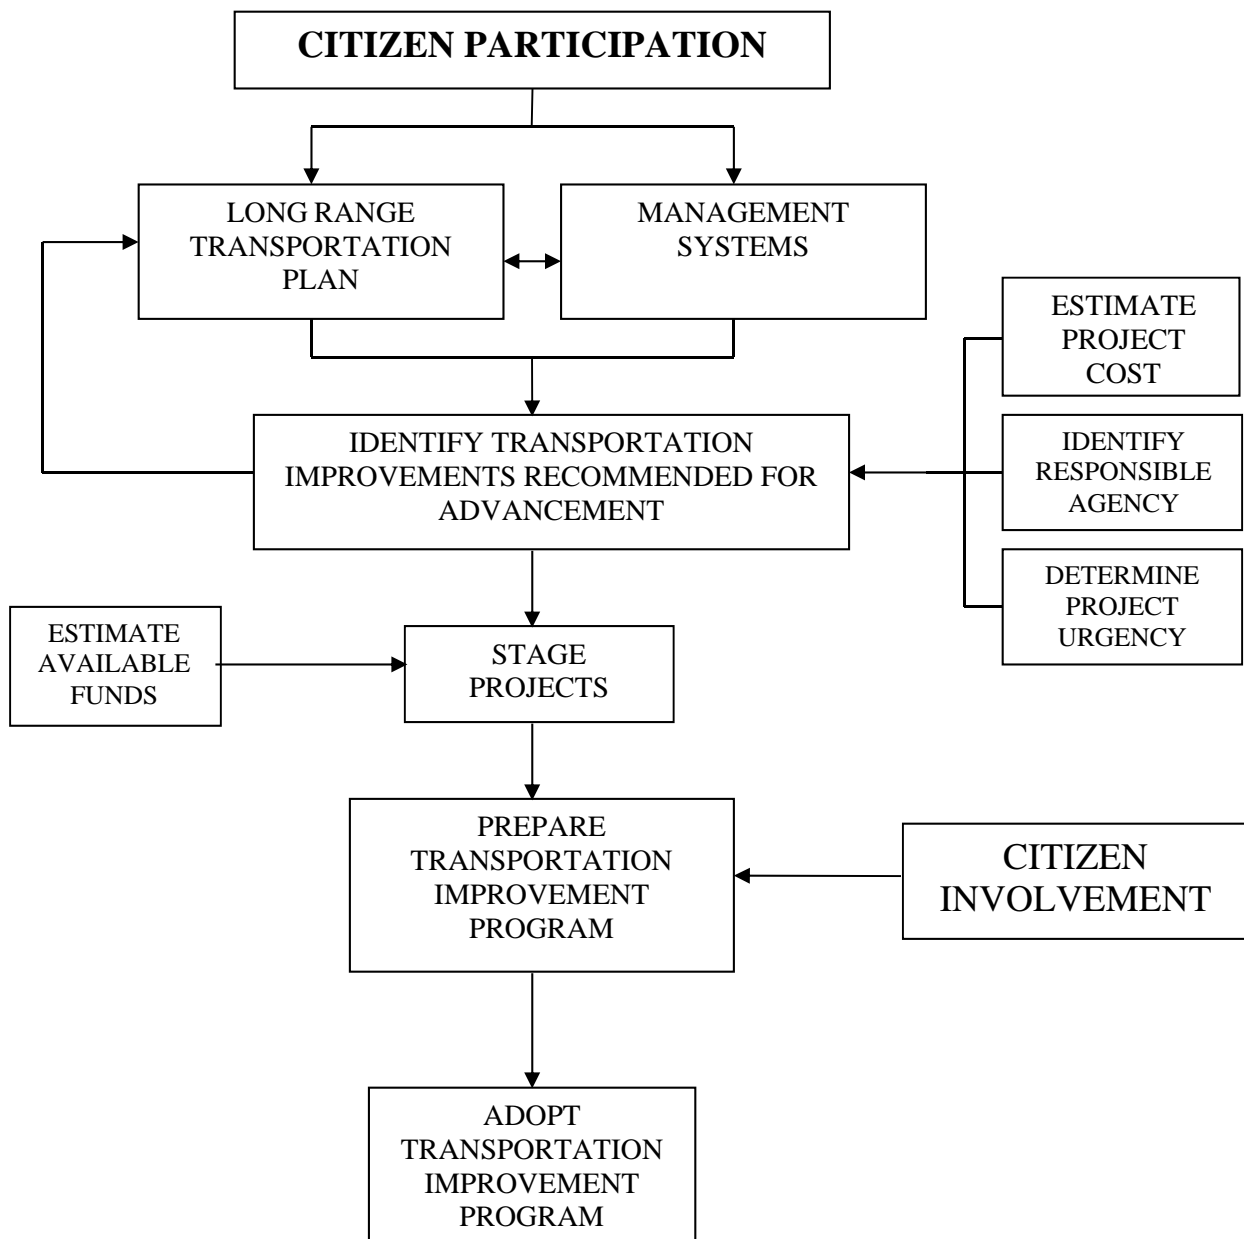 CITIZEN PARTICIPATION
LONG RANGE
TRANSPORTATION
PLAN
MANAGEMENT
SYSTEMS
ESTIMATE
PROJECT
COST
IDENTIFY TRANSPORTATION
IMPROVEMENTS RECOMMENDED FOR
ADVANCEMENT
IDENTIFY
RESPONSIBLE
AGENCY
DETERMINE
PROJECT
URGENCY
ESTIMATE
AVAILABLE
FUNDS
STAGE
PROJECTS
PREPARE
TRANSPORTATION
IMPROVEMENT
PROGRAM
CITIZEN
INVOLVEMENT
ADOPT
TRANSPORTATION
IMPROVEMENT
PROGRAM